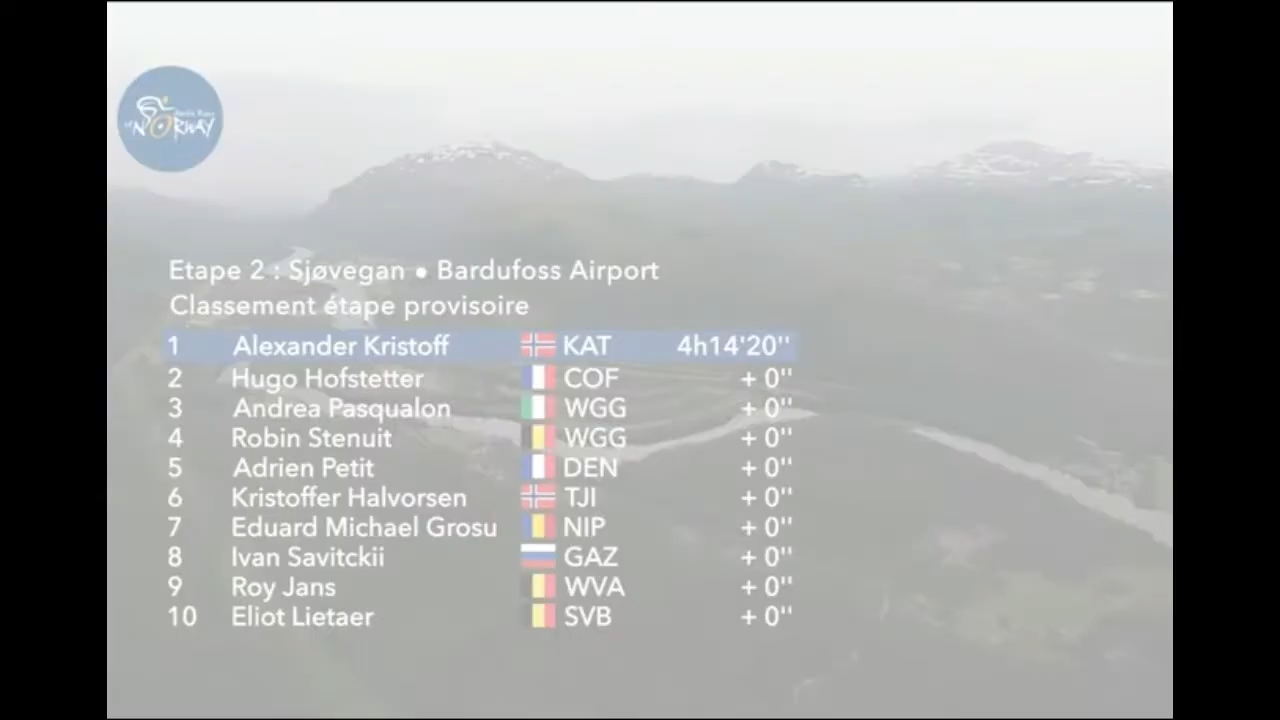 Arctic Race
of NORWAY
Etape 2 : Sjøvegan • Bardufoss Airport
Classement étape provisoire
1 Alexander Kristoff KAT 4h14'20''
2 Hugo Hofstetter COF + 0''
3 Andrea Pasqualon WGG + 0''
4 Robin Stenuit WGG + 0''
5 Adrien Petit DEN + 0''
6 Kristoffer Halvorsen TJI + 0''
7 Eduard Michael Grosu NIP + 0''
8 Ivan Savitckii GAZ + 0''
9 Roy Jans WVA + 0''
10 Eliot Lietaer SVB + 0''